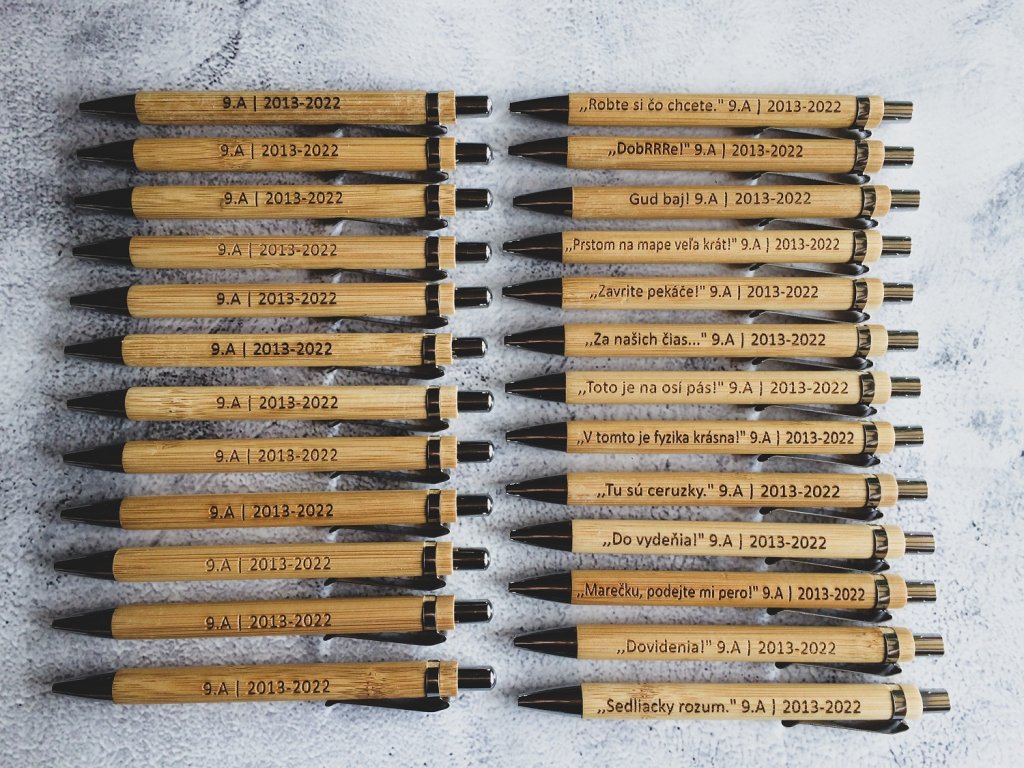 9.A | 2013-2022
9.A | 2013-2022
9.A | 2013-2022
9.A | 2013-2022
9.A | 2013-2022
9.A | 2013-2022
9.A | 2013-2022
9.A | 2013-2022
9.A | 2013-2022
9.A | 2013-2022
9.A | 2013-2022
9.A | 2013-2022
,,Robte si čo chcete." 9.A | 2013-2022
,,DobRRRe!" 9.A | 2013-2022
Gud baj! 9.A | 2013-2022
,,Prstom na mape veľa krát!" 9.A | 2013-2022
,,Zavrite pekáče!" 9.A | 2013-2022
,,Za našich čias..." 9.A | 2013-2022
,,Toto je na osí pás!" 9.A | 2013-2022
,,V tomto je fyzika krásna!" 9.A | 2013-2022
,,Tu sú ceruzky." 9.A | 2013-2022
,,Do vydeňia!" 9.A | 2013-2022
,,Marečku, podejte mi pero!" 9.A | 2013-2022
,,Dovidenia!" 9.A | 2013-2022
,,Sedliacky rozum." 9.A | 2013-2022